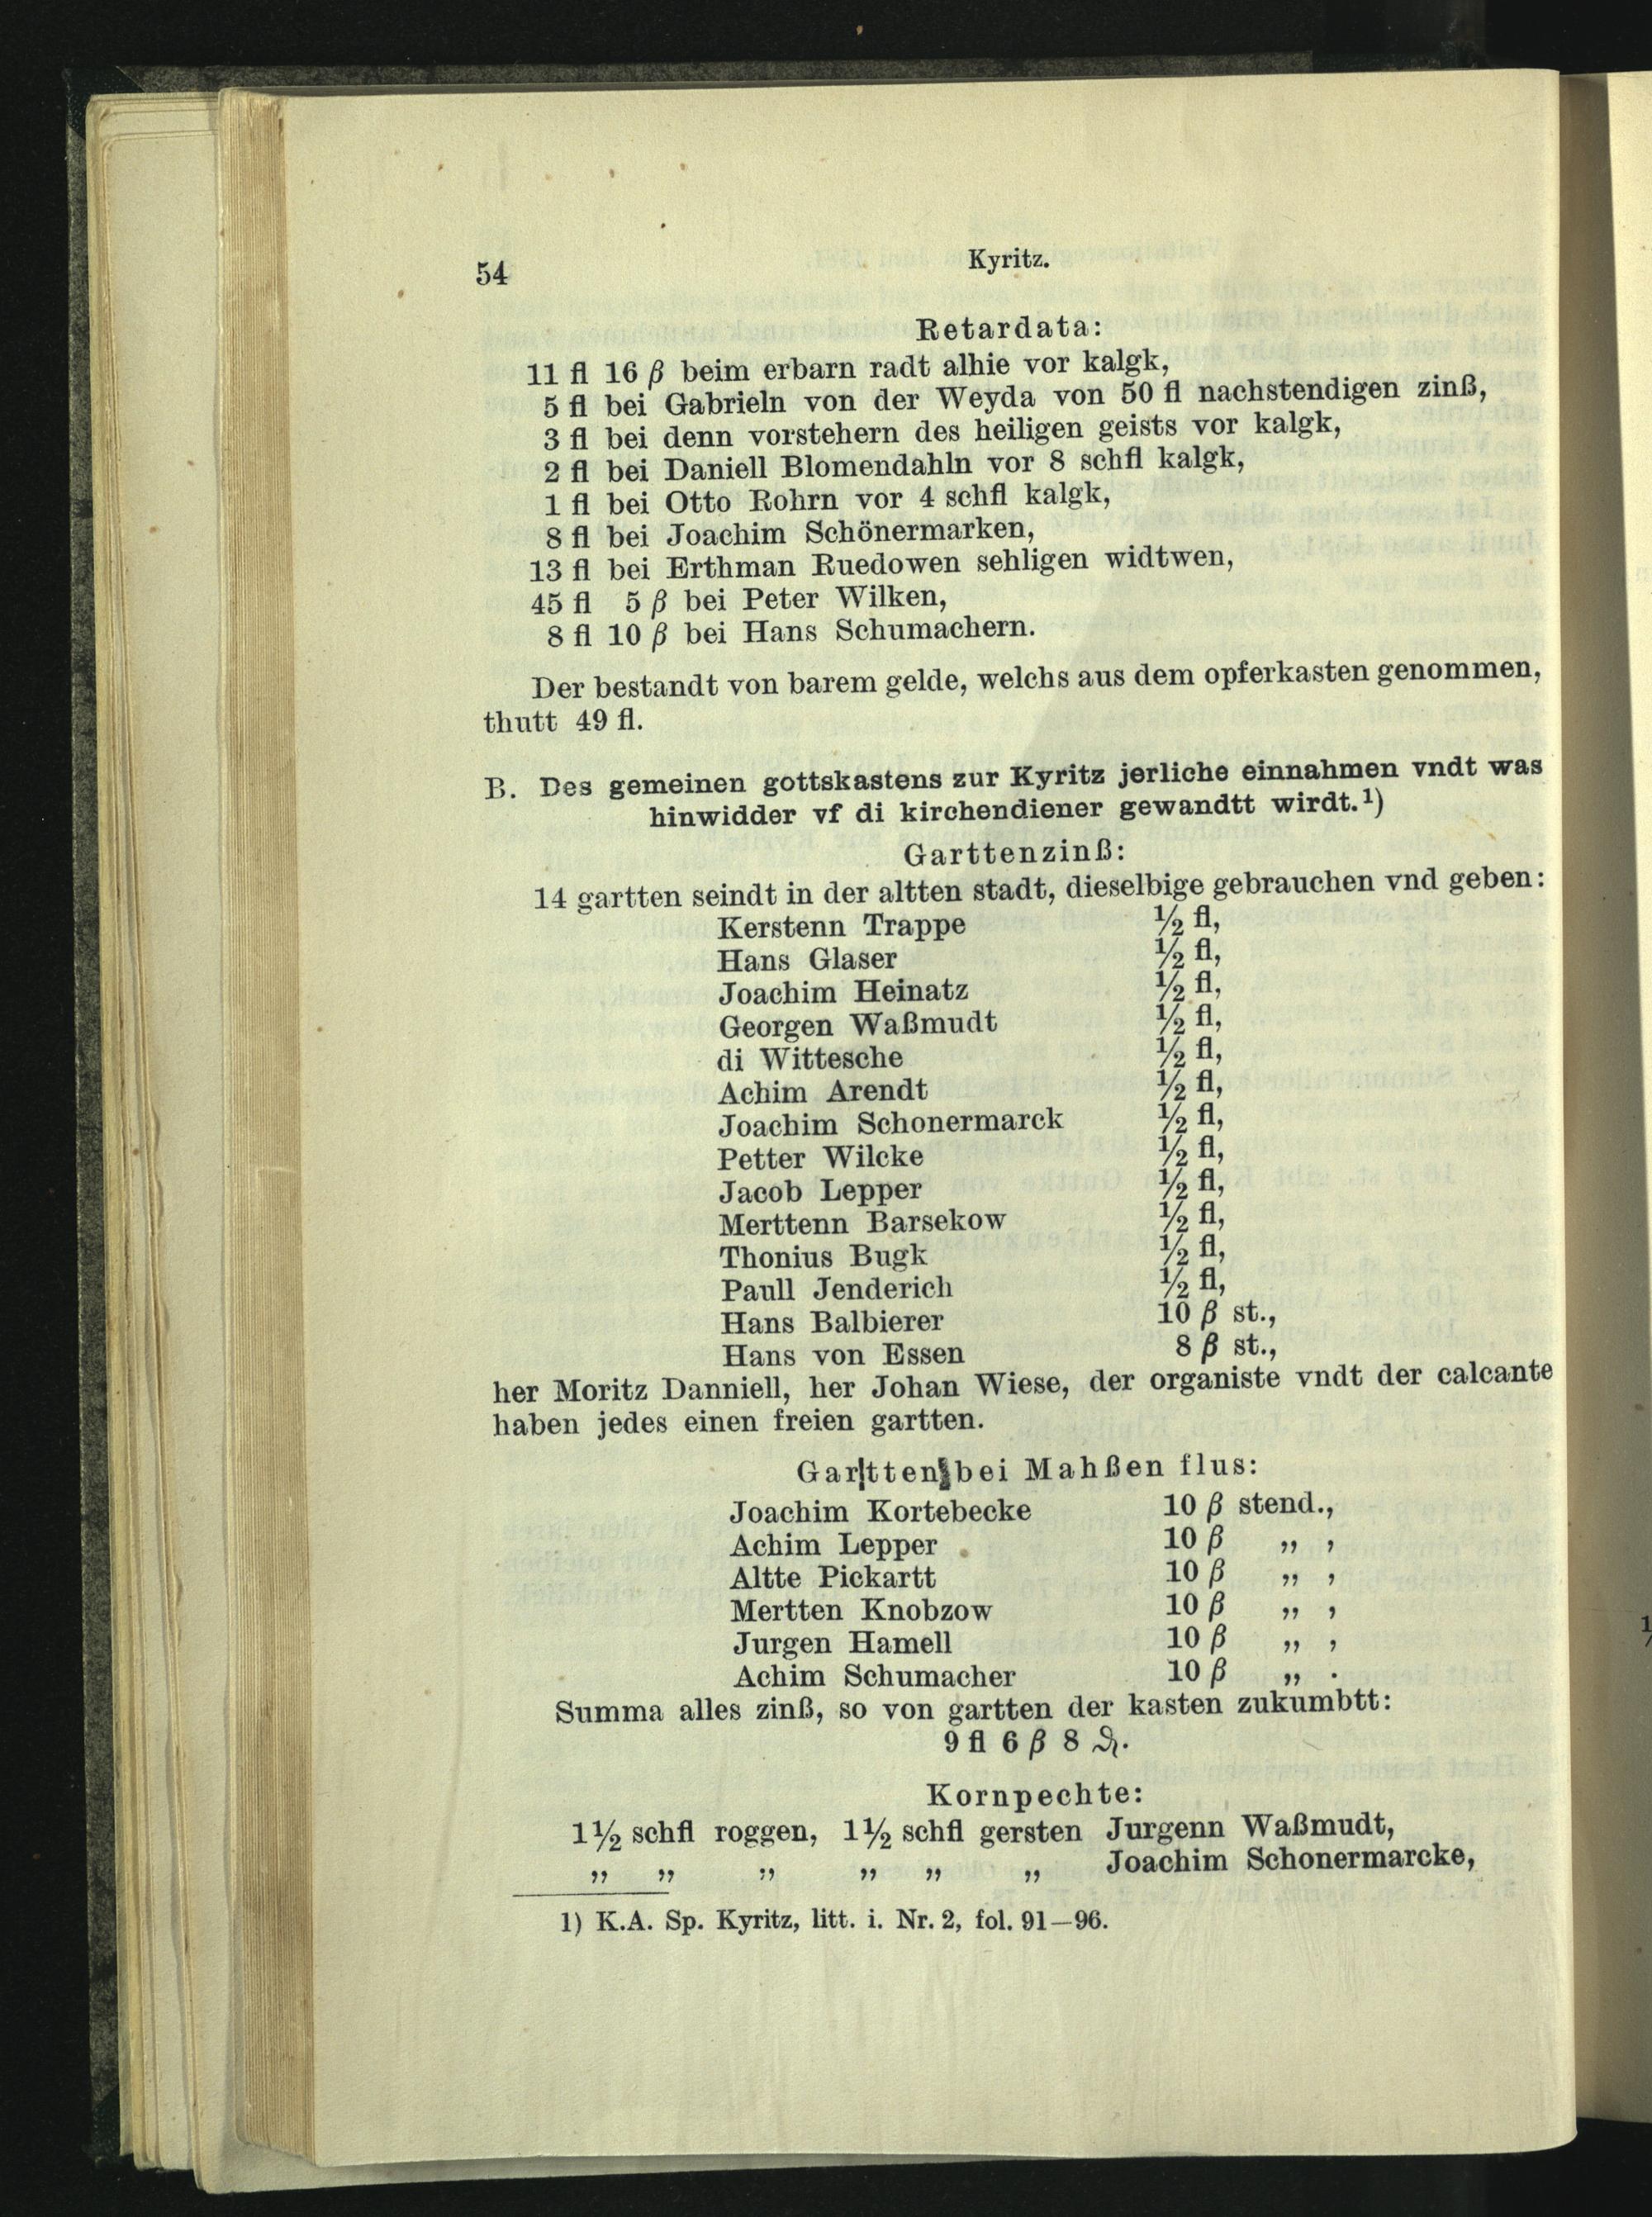 54
Kyritz.
Retardata:
11 fl 16 β beim erbarn radt alhie vor kalgk,
5 fl bei Gabrieln von der Weyda von 50 fl nachstendigen zinß,
3 fl bei denn vorstehern des heiligen geists vor kalgk,
2 fl bei Daniell Blomendahln vor 8 schfl kalgk,
1 fl bei Otto Rohrn vor 4 schfl kalgk,
8 fl bei Joachim Schönermarken,
13 fl bei Erthman Ruedowen sehligen widtwen,
45 fl 5 β bei Peter Wilken,
8 fl 10 β bei Hans Schumachern.
Der bestandt von barem gelde, welchs aus dem opferkasten genommen,
thutt 49 fl.
B. Des gemeinen gottskastens zur Kyritz jerliche einnahmen vndt was
hinwidder vf di kirchendiener gewandtt wirdt.¹)
Garttenzinß:
14 gartten seindt in der altten stadt, dieselbige gebrauchen vnd geben:
Kerstenn Trappe ½ fl,
Hans Glaser ½ fl,
Joachim Heinatz ½ fl,
Georgen Waßmudt ½ fl,
di Wittesche ½ fl,
Achim Arendt ½ fl,
Joachim Schonermarck ½ fl,
Petter Wilcke ½ fl,
Jacob Lepper ½ fl,
Merttenn Barsekow ½ fl,
Thonius Bugk ½ fl,
Paull Jenderich ½ fl,
Hans Balbierer 10 β st.,
Hans von Essen 8 β st.,
her Moritz Danniell, her Johan Wiese, der organiste vndt der calcante
haben jedes einen freien gartten.
Gartten bei Mahßen flus:
Joachim Kortebecke 10 β stend.,
Achim Lepper 10 β „ ,
Altte Pickartt 10 β „ ,
Mertten Knobzow 10 β „ ,
Jurgen Hamell 10 β „ ,
Achim Schumacher 10 β „ .
Summa alles zinß, so von gartten der kasten zukumbtt:
9 fl 6 β 8 ₰.
Kornpechte:
1½ schfl roggen, 1½ schfl gersten Jurgenn Waßmudt,
„ „ „ „ „ „ Joachim Schonermarcke,
1) K.A. Sp. Kyritz, litt. i. Nr. 2, fol. 91—96.